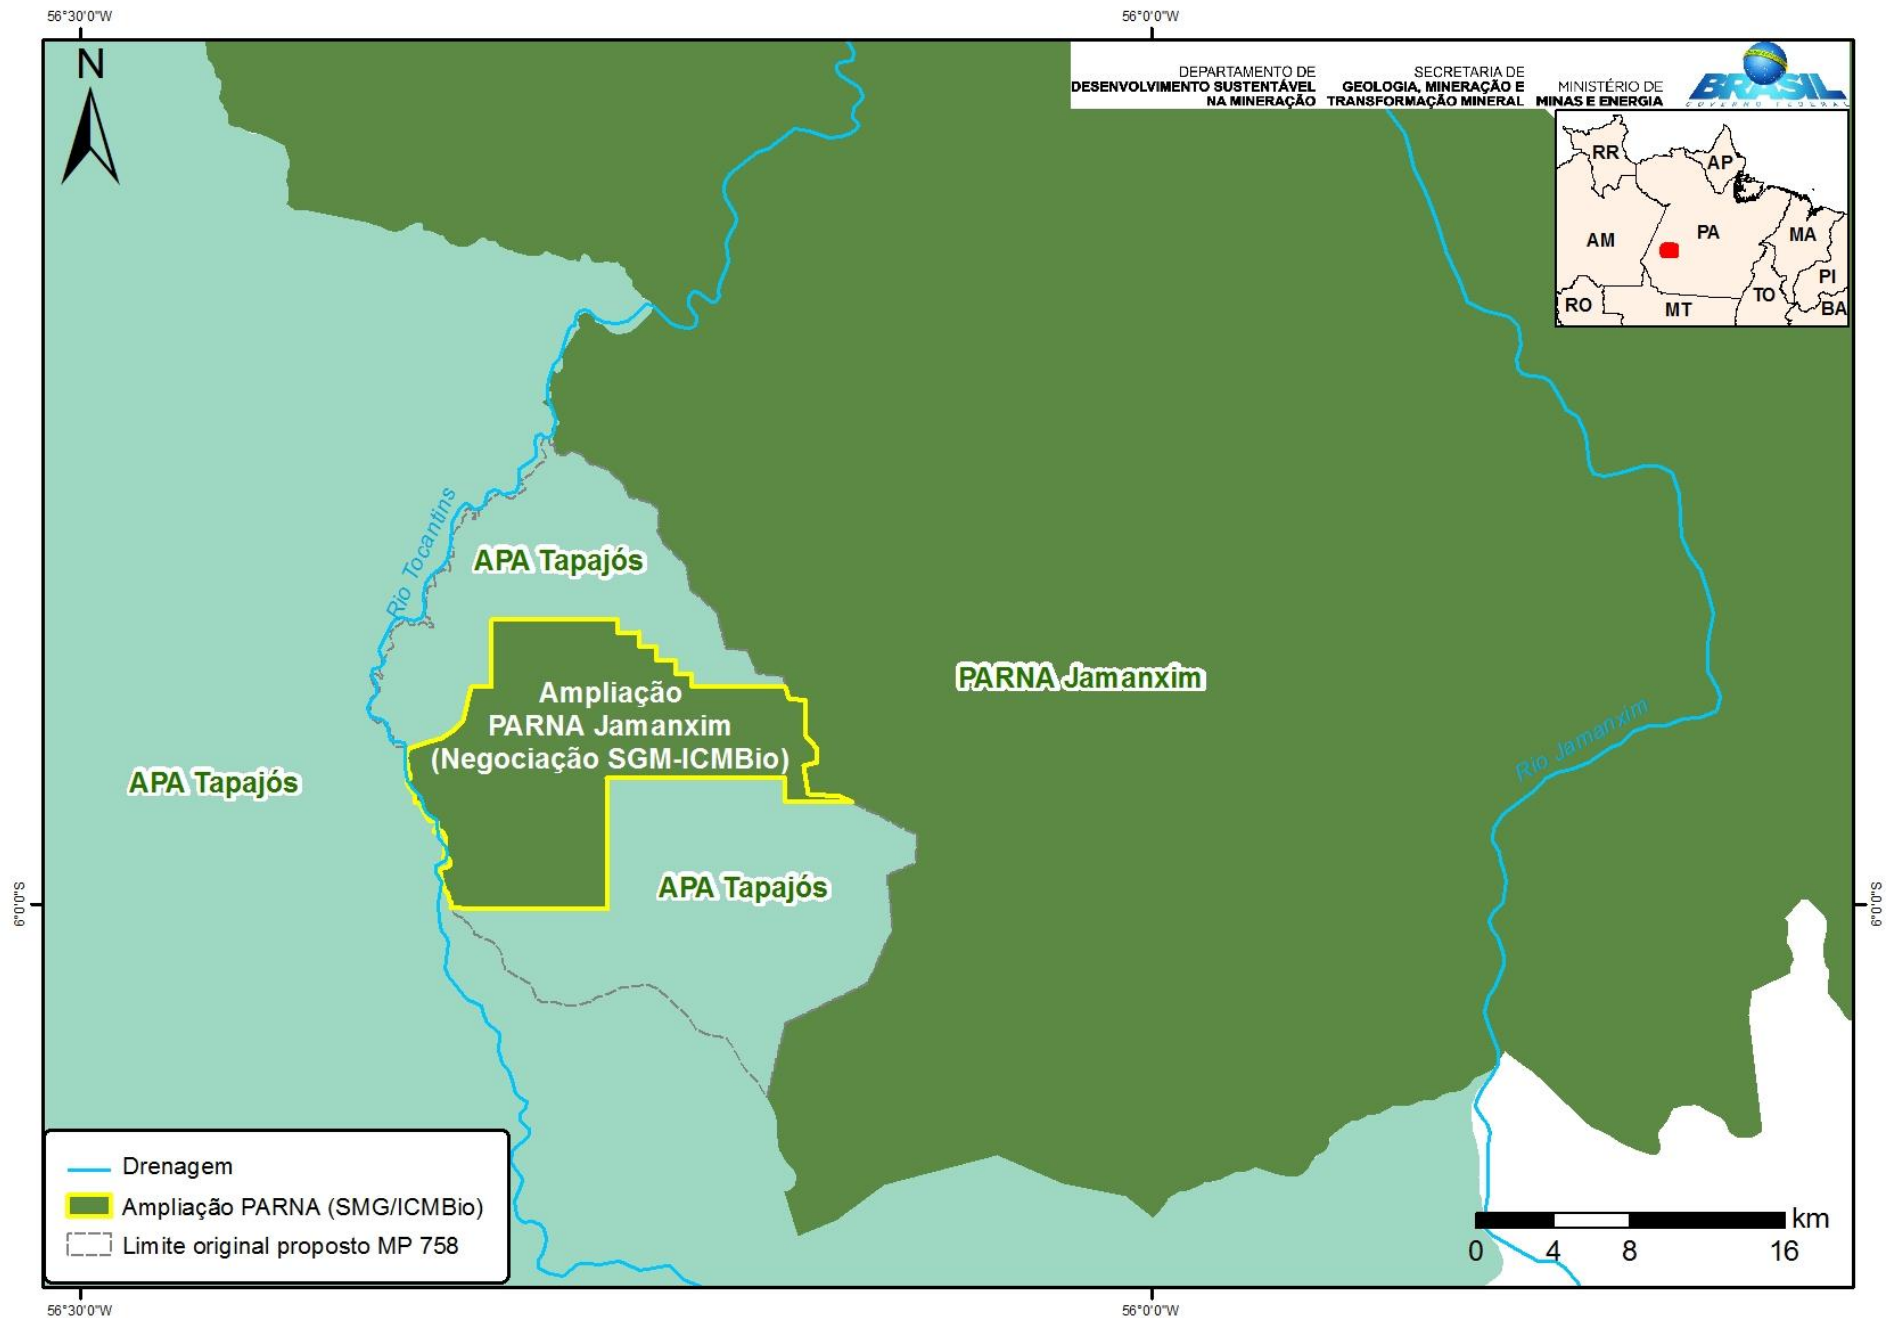 56°30'0"W
56°0'0"W
N
DEPARTAMENTO DE
DESENVOLVIMENTO SUSTENTÁVEL
NA MINERAÇÃO
SECRETARIA DE
GEOLOGIA, MINERAÇÃO E
TRANSFORMAÇÃO MINERAL
MINISTÉRIO DE
MINAS E ENERGIA
BRASIL
GOVERNO FEDERAL
RR
AP
AM
PA
MA
PI
TO
RO
MT
BA
Rio Tocantins
APA Tapajós
PARNA Jamanxim
Ampliação
PARNA Jamanxim
(Negociação SGM-ICMBio)
Rio Jamanxim
APA Tapajós
APA Tapajós
6°0'0"S
6°0'0"S
Drenagem
Ampliação PARNA (SMG/ICMBio)
Limite original proposto MP 758
km
0 4 8 16
56°30'0"W
56°0'0"W